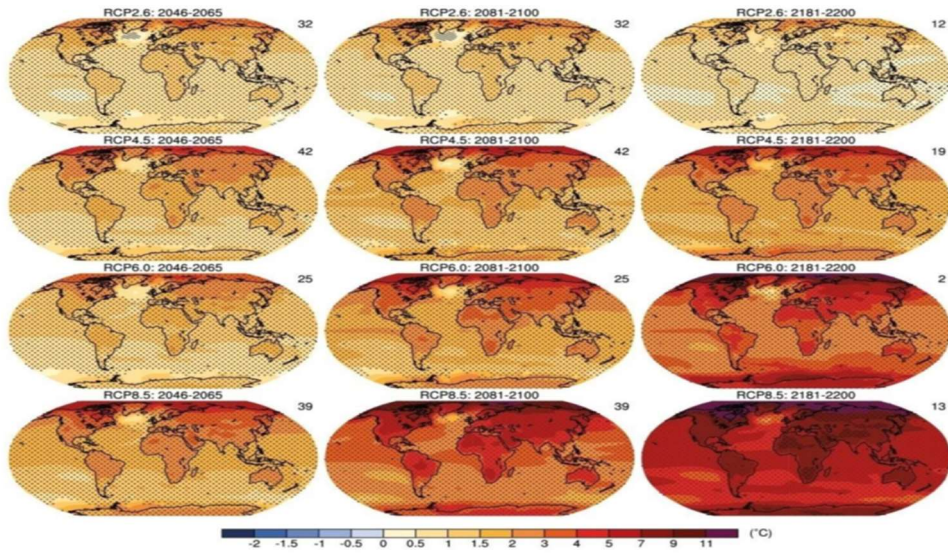 RCP2.6: 2046-2065 32
RCP2.6: 2081-2100 32
RCP2.6: 2181-2200 12
RCP4.5: 2046-2065 42
RCP4.5: 2081-2100 42
RCP4.5: 2181-2200 19
RCP6.0: 2046-2065 25
RCP6.0: 2081-2100 25
RCP6.0: 2181-2200 2
RCP8.5: 2046-2065 39
RCP8.5: 2081-2100 39
RCP8.5: 2181-2200 13
(°C)
-2 -1.5 -1 -0.5 0 0.5 1 1.5 2 3 4 5 7 9 11